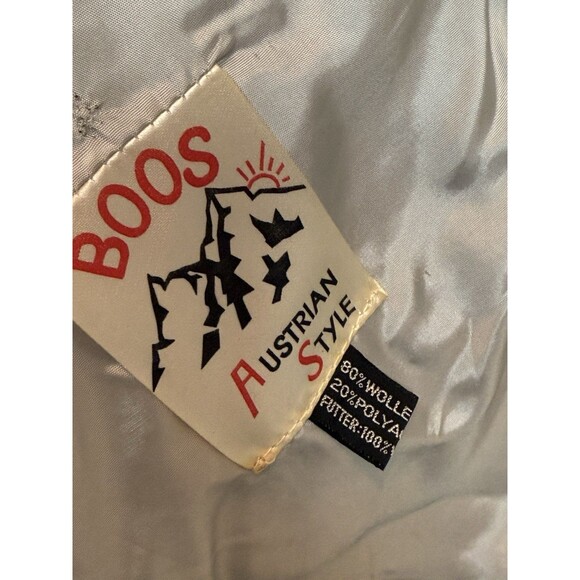 BOOS
AUSTRIAN
STYLE
80% WOLLE
20% POLYA
FUTTER: 100%